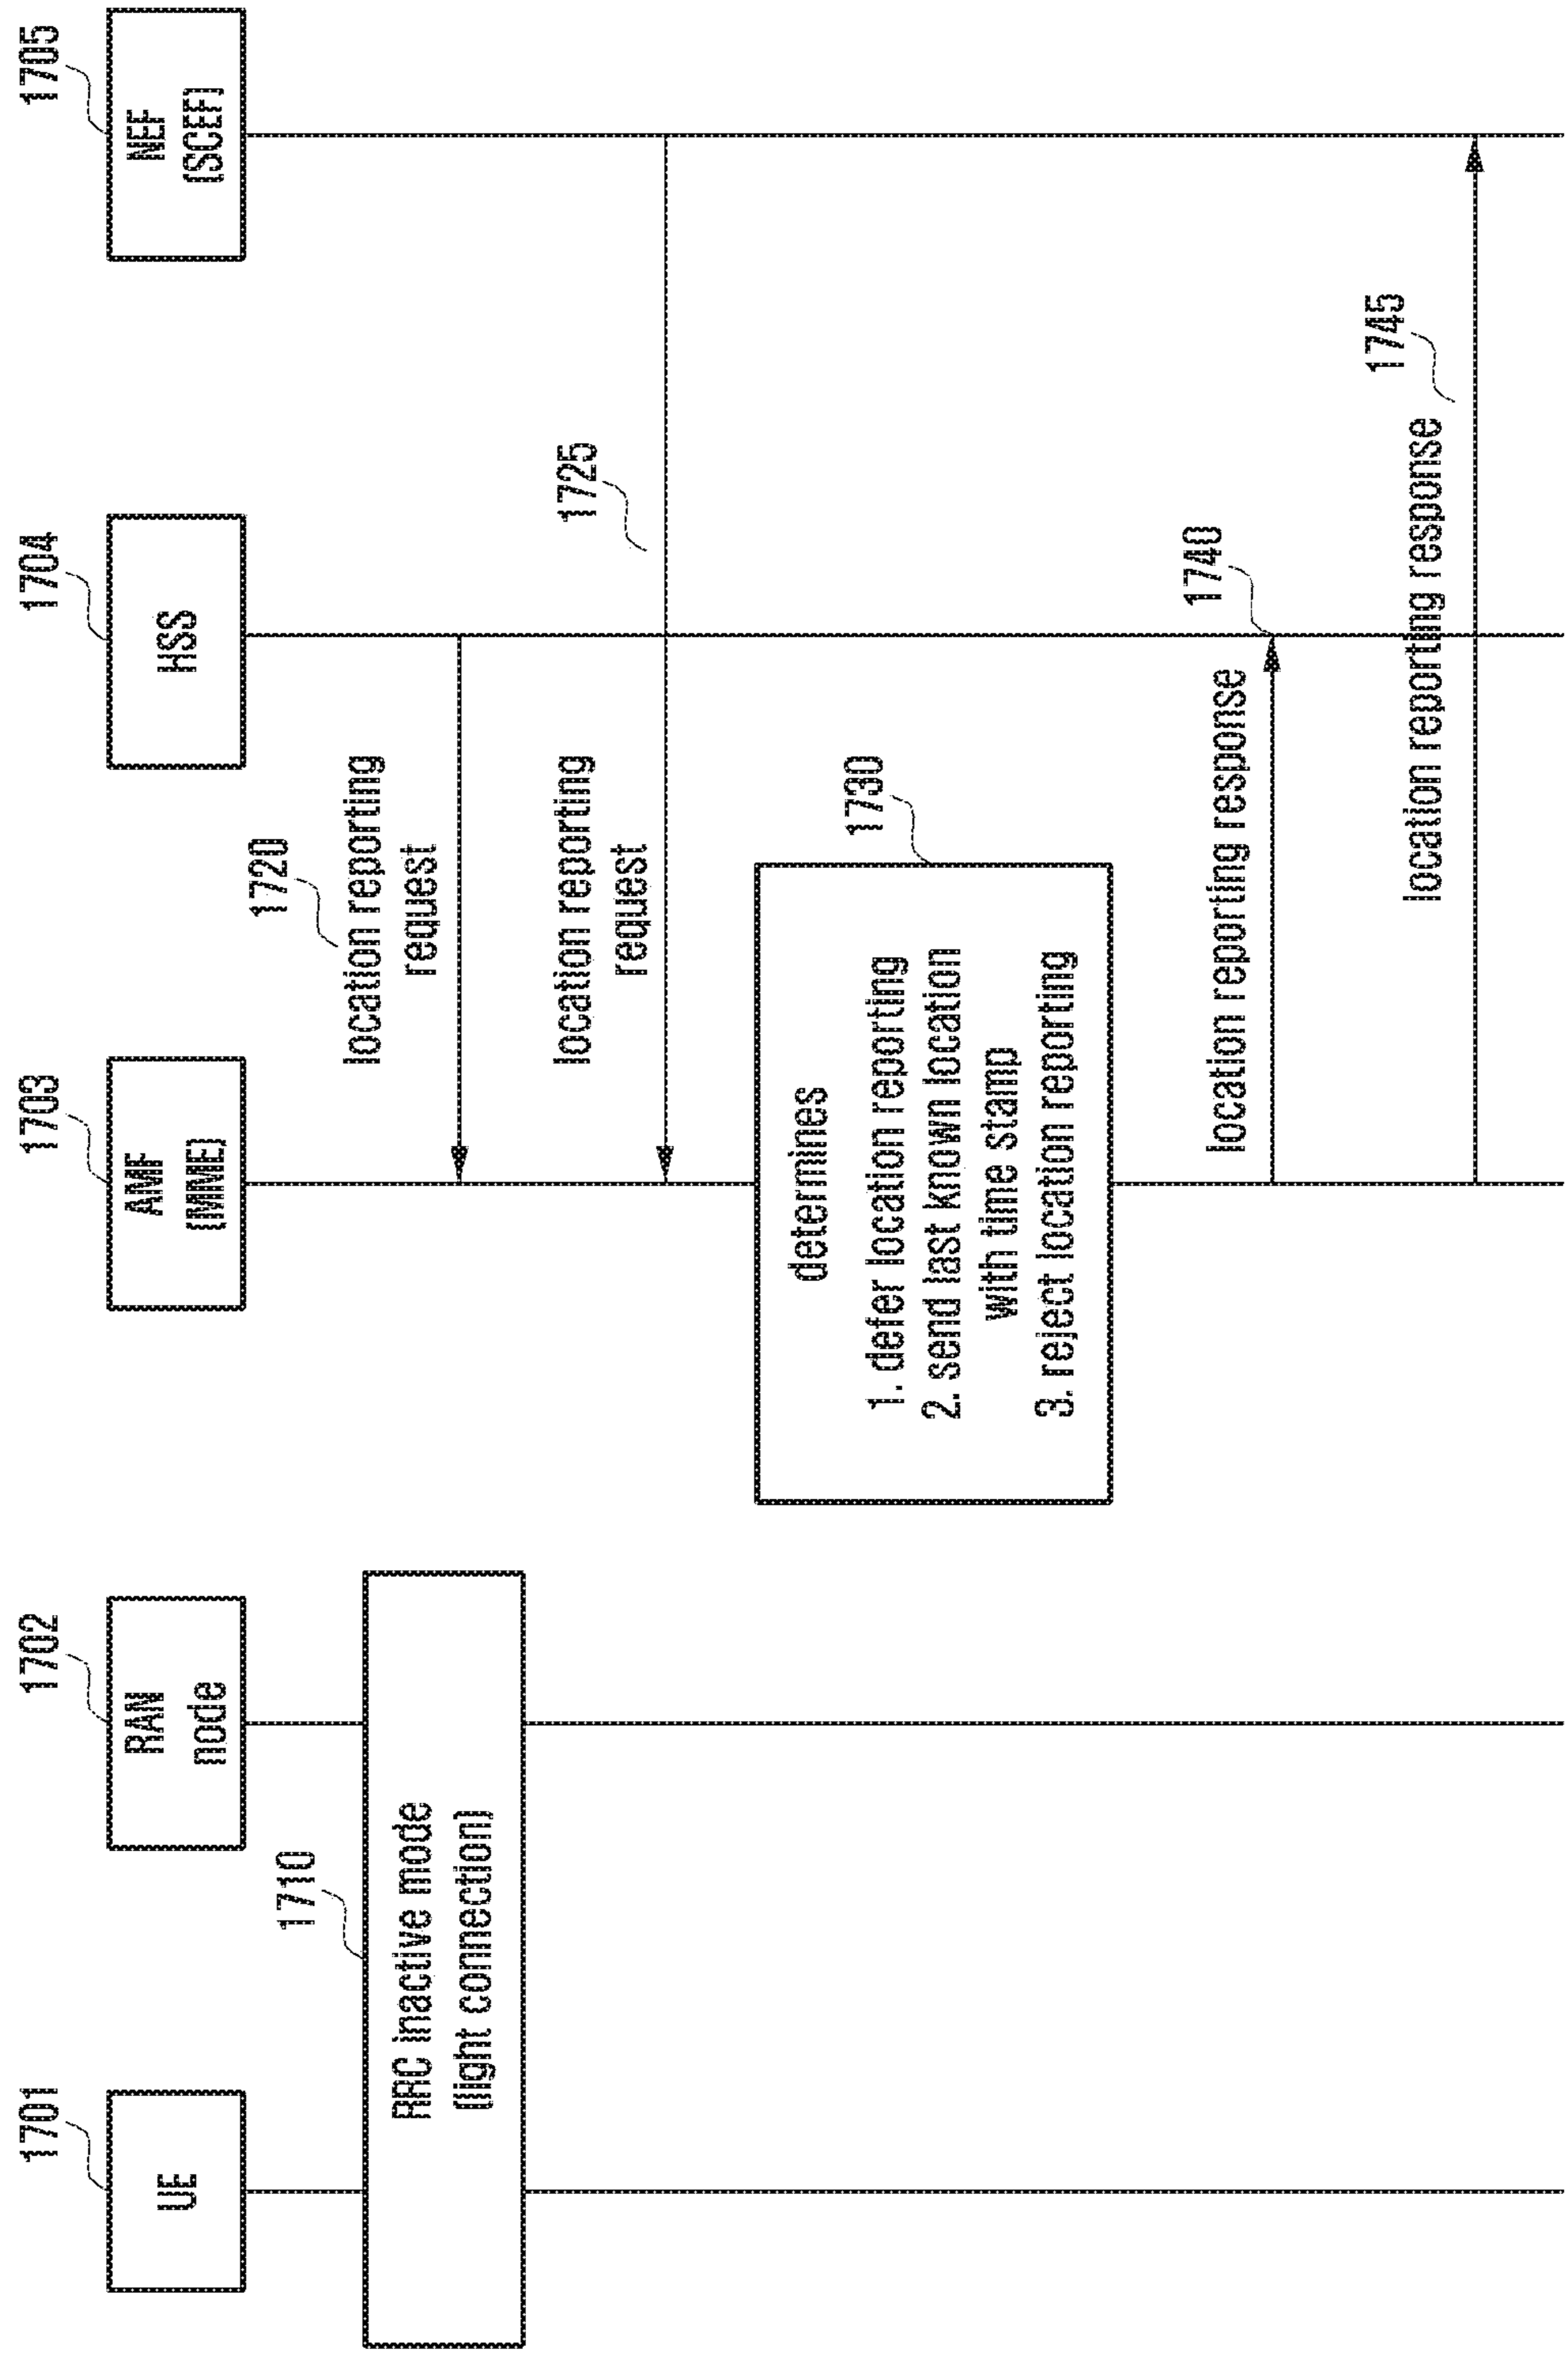 1701
1702
1703
1704
1705
UE
RAN
node
AMF
(MME)
HSS
NEF
(SCEF)
1710
RRC inactive mode
(light connection)
1720
location reporting
request
1725
location reporting
request
1730
determines
1. defer location reporting
2. send last known location
with time stamp
3. reject location reporting
1740
location reporting response
1745
location reporting response